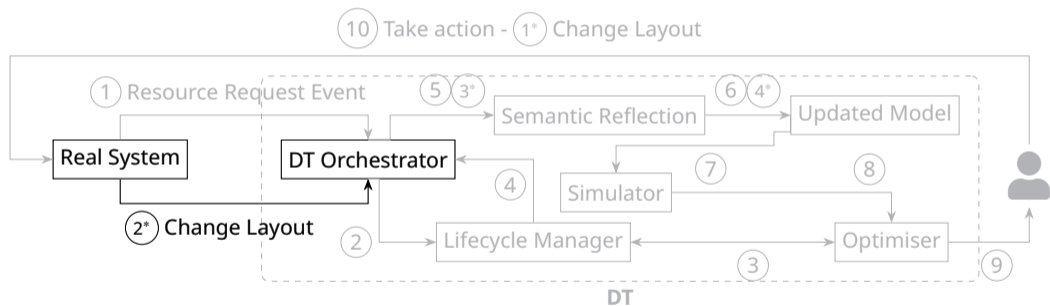 10 Take action - 1* Change Layout
1 Resource Request Event
5 3*
6 4*
Semantic Reflection
Updated Model
Real System
DT Orchestrator
4
7
8
Simulator
2* Change Layout
2
Lifecycle Manager
Optimiser
3
9
DT